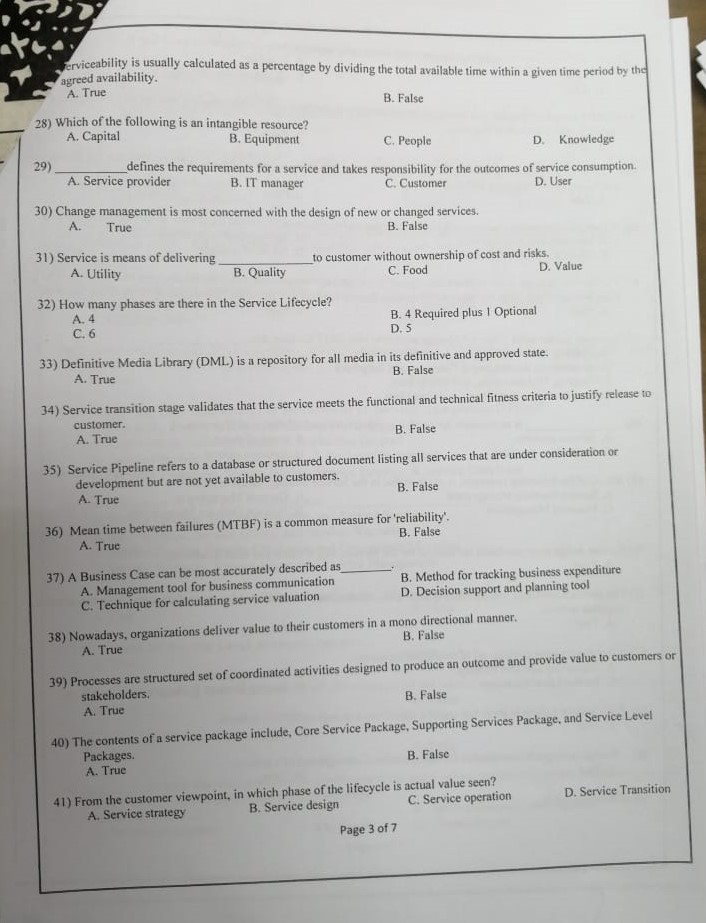 erviceability is usually calculated as a percentage by dividing the total available time within a given time period by the
agreed availability.
A. True B. False
28) Which of the following is an intangible resource?
A. Capital B. Equipment C. People D. Knowledge
29) ____________defines the requirements for a service and takes responsibility for the outcomes of service consumption.
A. Service provider B. IT manager C. Customer D. User
30) Change management is most concerned with the design of new or changed services.
A. True B. False
31) Service is means of delivering _______________to customer without ownership of cost and risks.
A. Utility B. Quality C. Food D. Value
32) How many phases are there in the Service Lifecycle?
A. 4 B. 4 Required plus 1 Optional
C. 6 D. 5
33) Definitive Media Library (DML) is a repository for all media in its definitive and approved state.
A. True B. False
34) Service transition stage validates that the service meets the functional and technical fitness criteria to justify release to
customer.
A. True B. False
35) Service Pipeline refers to a database or structured document listing all services that are under consideration or
development but are not yet available to customers.
A. True B. False
36) Mean time between failures (MTBF) is a common measure for 'reliability'.
A. True B. False
37) A Business Case can be most accurately described as________.
A. Management tool for business communication B. Method for tracking business expenditure
C. Technique for calculating service valuation D. Decision support and planning tool
38) Nowadays, organizations deliver value to their customers in a mono directional manner.
A. True B. False
39) Processes are structured set of coordinated activities designed to produce an outcome and provide value to customers or
stakeholders.
A. True B. False
40) The contents of a service package include, Core Service Package, Supporting Services Package, and Service Level
Packages.
A. True B. False
41) From the customer viewpoint, in which phase of the lifecycle is actual value seen?
A. Service strategy B. Service design C. Service operation D. Service Transition
Page 3 of 7